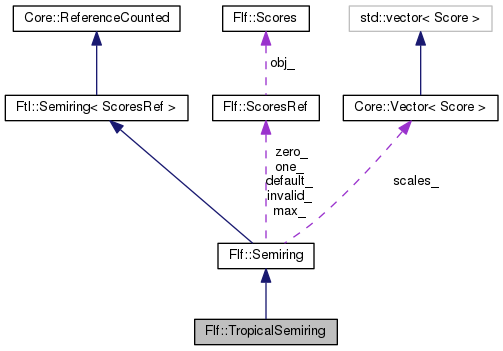 Core::ReferenceCounted
Flf::Scores
std::vector< Score >
obj_
Ftl::Semiring< ScoresRef >
Flf::ScoresRef
Core::Vector< Score >
zero_
one_
default_
invalid_
max_
scales_
Flf::Semiring
Flf::TropicalSemiring